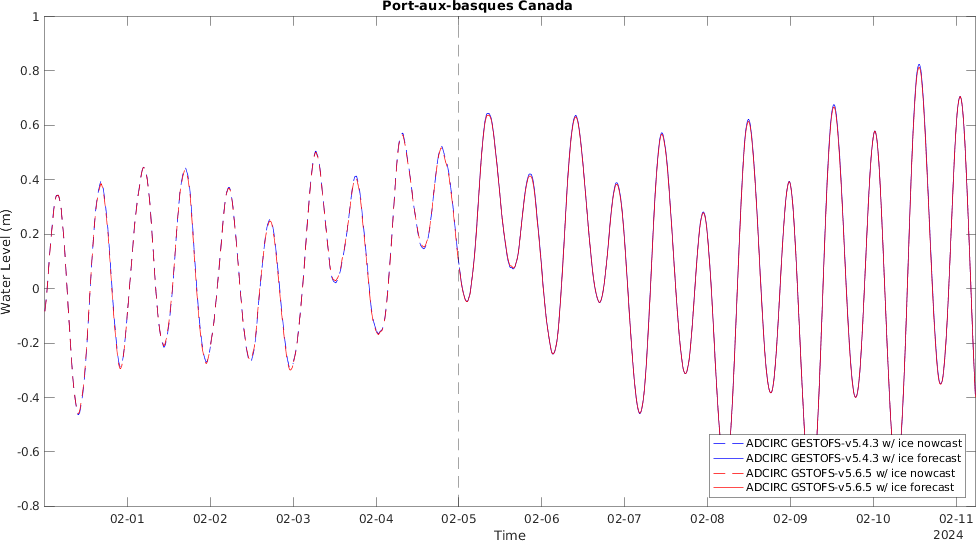 Port-aux-basques Canada
1
0.8
0.6
0.4
0.2
0
-0.2
-0.4
-0.6
-0.8
Water Level (m)
ADCIRC GESTOFS-v5.4.3 w/ ice nowcast
ADCIRC GESTOFS-v5.4.3 w/ ice forecast
ADCIRC GSTOFS-v5.6.5 w/ ice nowcast
ADCIRC GSTOFS-v5.6.5 w/ ice forecast
02-01 02-02 02-03 02-04 02-05 02-06 02-07 02-08 02-09 02-10 02-11
Time
2024